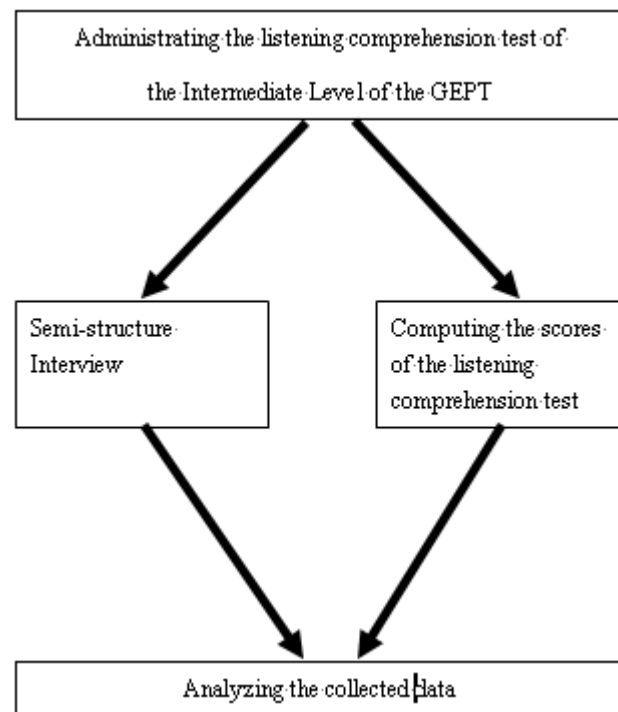 Administrating the listening comprehension test of
the Intermediate Level of the GEPT
Semi-structure
Interview
Computing the scores
of the listening
comprehension test
Analyzing the collected data